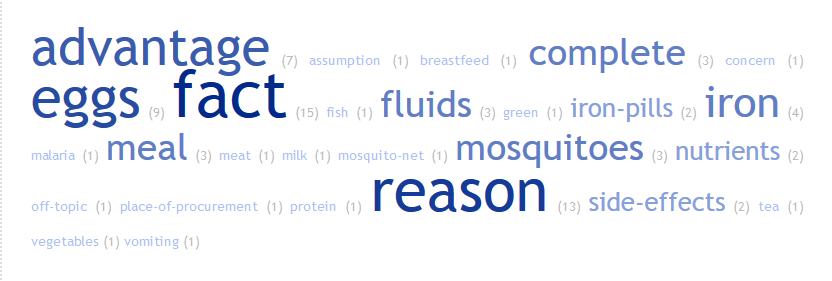 advantage (7) assumption (1) breastfeed (1) complete (3) concern (1)
eggs (9) fact (15) fish (1) fluids (3) green (1) iron-pills (2) iron (4)
malaria (1) meal (3) meat (1) milk (1) mosquito-net (1) mosquitoes (3) nutrients (2)
off-topic (1) place-of-procurement (1) protein (1) reason (13) side-effects (2) tea (1)
vegetables (1) vomiting (1)